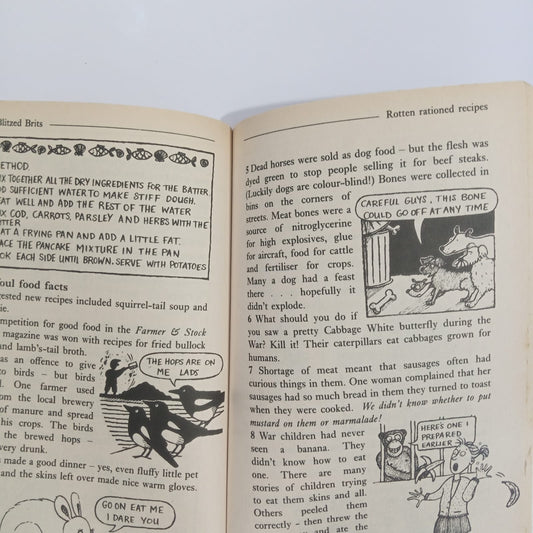 Blitzed Brits
METHOD
MIX TOGETHER ALL THE DRY INGREDIENTS FOR THE BATTER
ADD SUFFICIENT WATER TO MAKE STIFF DOUGH.
BEAT WELL AND ADD THE REST OF THE WATER
MIX COD, CARROTS, PARSLEY AND HERBS WITH THE
BATTER
HEAT A FRYING PAN AND ADD A LITTLE FAT.
PLACE THE PANCAKE MIXTURE IN THE PAN
COOK EACH SIDE UNTIL BROWN. SERVE WITH POTATOES
Foul food facts
ested new recipes included squirrel-tail soup and
ie.
mpetition for good food in the Farmer & Stock
magazine was won with recipes for fried bullock
and lamb's-tail broth.
as an offence to give
to birds – but birds
l. One farmer used
from the local brewery
of manure and spread
his crops. The birds
the brewed hops –
very drunk.
THE HOPS ARE ON
ME LADS
s made a good dinner – yes, even fluffy little pet
and the skins left over made nice warm gloves.
GO ON EAT ME
I DARE YOU
Rotten rationed recipes
5 Dead horses were sold as dog food – but the flesh was
dyed green to stop people selling it for beef steaks.
(Luckily dogs are colour-blind!) Bones were collected in
bins on the corners of
streets. Meat bones were a
source of nitroglycerine
for high explosives, glue
for aircraft, food for cattle
and fertiliser for crops.
Many a dog had a feast
there . . . hopefully it
didn't explode.
CAREFUL GUYS, THIS BONE
COULD GO OFF AT ANY TIME
6 What should you do if
you saw a pretty Cabbage White butterfly during the
War? Kill it! Their caterpillars eat cabbages grown for
humans.
7 Shortage of meat meant that sausages often had
curious things in them. One woman complained that her
sausages had so much bread in them they turned to toast
when they were cooked. We didn't know whether to put
mustard on them or marmalade!
8 War children had never
seen a banana. They
didn't know how to eat
one. There are many
stories of children trying
to eat them skins and all.
Others peeled them
correctly – then threw the
and ate the
HERE'S ONE I
PREPARED
EARLIER